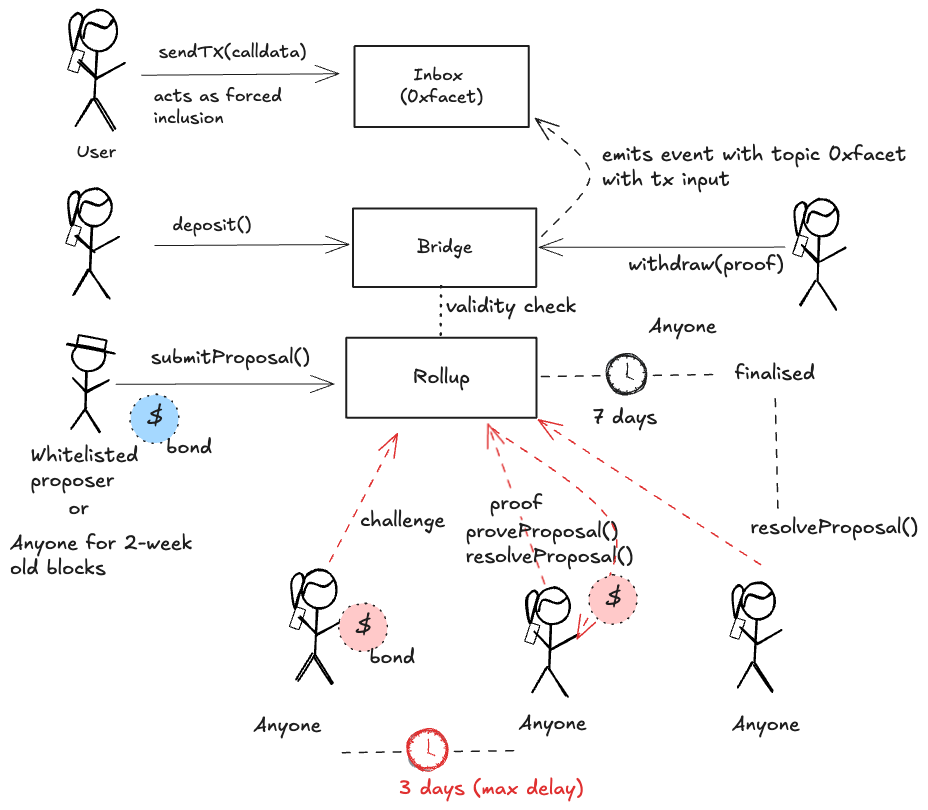 sendTX(calldata)
acts as forced
inclusion
User
Inbox
(0xfacet)
emits event with topic 0xfacet
with tx input
deposit()
Bridge
withdraw(proof)
validity check
Anyone
submitProposal()
$
bond
Whitelisted
proposer
or
Anyone for 2-week
old blocks
Rollup
7 days
finalised
resolveProposal()
challenge
proof
proveProposal()
resolveProposal()
$
bond
$
Anyone
Anyone
Anyone
3 days (max delay)